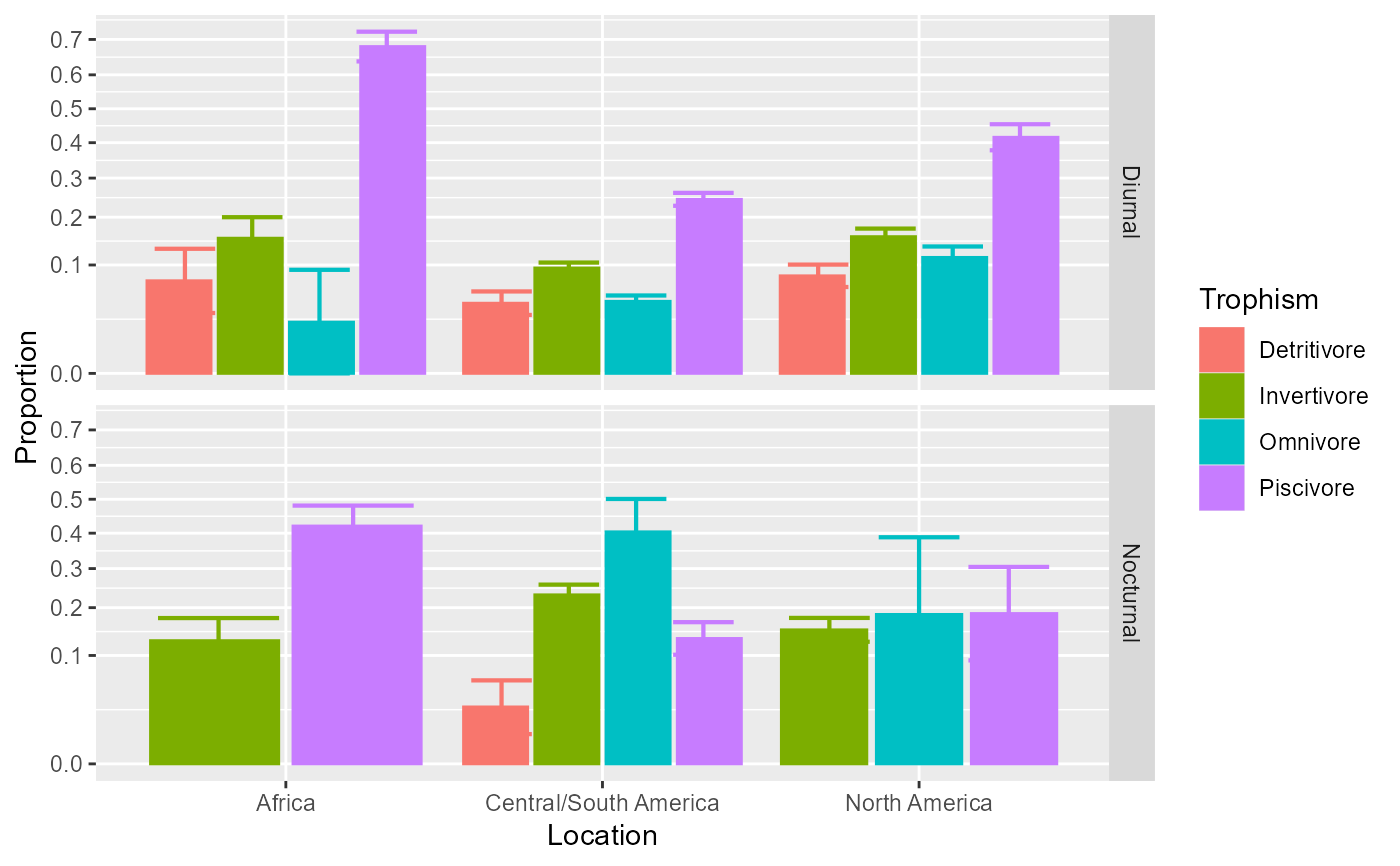 Proportion
0.7
0.6
0.5
0.4
0.3
0.2
0.1
0.0
Diurnal
0.7
0.6
0.5
0.4
0.3
0.2
0.1
0.0
Nocturnal
Africa
Central/South America
North America
Location
Trophism
Detritivore
Invertivore
Omnivore
Piscivore